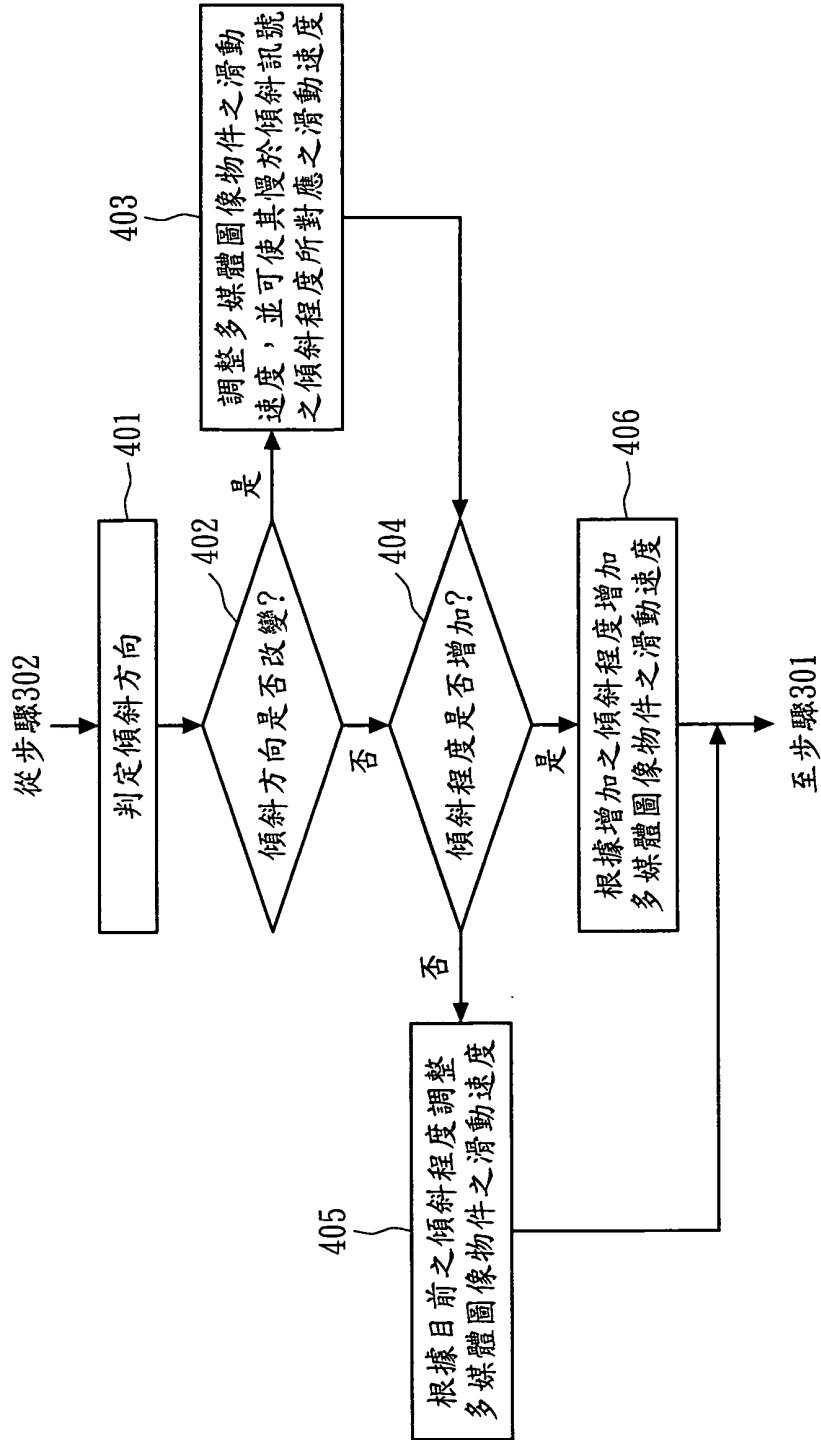 從步驟302
401
判定傾斜方向
402
傾斜方向是否改變?
是
否
403
調整多媒體圖像物件之滑動
速度，並可使其慢於傾斜訊號
之傾斜程度所對應之滑動速度
404
傾斜程度是否增加?
否
是
405
根據目前之傾斜程度調整
多媒體圖像物件之滑動速度
406
根據增加之傾斜程度增加
多媒體圖像物件之滑動速度
至步驟301